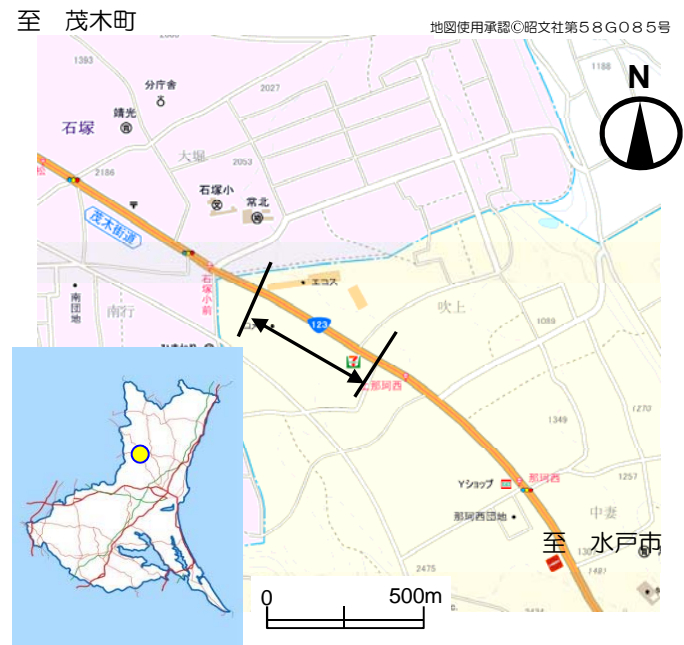 至　茂木町
地図使用承認©昭文社第５８Ｇ０８５号
1393
分庁舎
2027
1188
N
靖光
石塚
大堀
2053
2186
石塚小
常北
茂木街道
エコス
石塚小前
南団地
南行
123
吹上
1089
上那珂西
1349
1270
Yショップ
那珂西
1257
那珂西団地
中妻
至　水戸市
2475
1481
0
500m